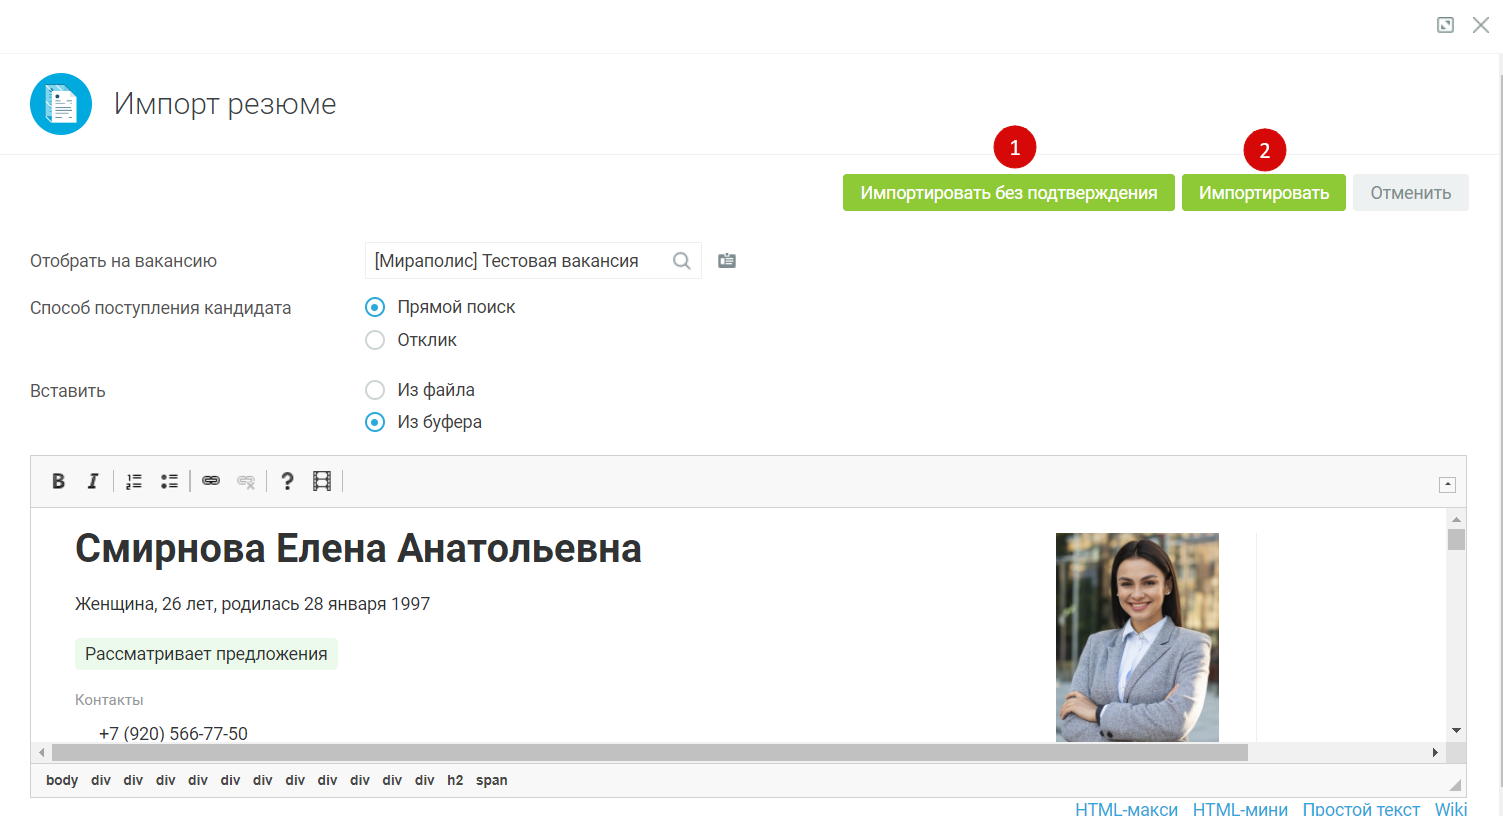 Импорт резюме
1
2
Импортировать без подтверждения
Импортировать
Отменить
Отобрать на вакансию
[Мираполис] Тестовая вакансия
Способ поступления кандидата
Прямой поиск
Отклик
Вставить
Из файла
Из буфера
B I ?
Смирнова Елена Анатольевна
Женщина, 26 лет, родилась 28 января 1997
Рассматривает предложения
Контакты
+7 (920) 566-77-50
body div div div div div div div div div div div h2 span
HTML-макси HTML-мини Простой текст Wiki